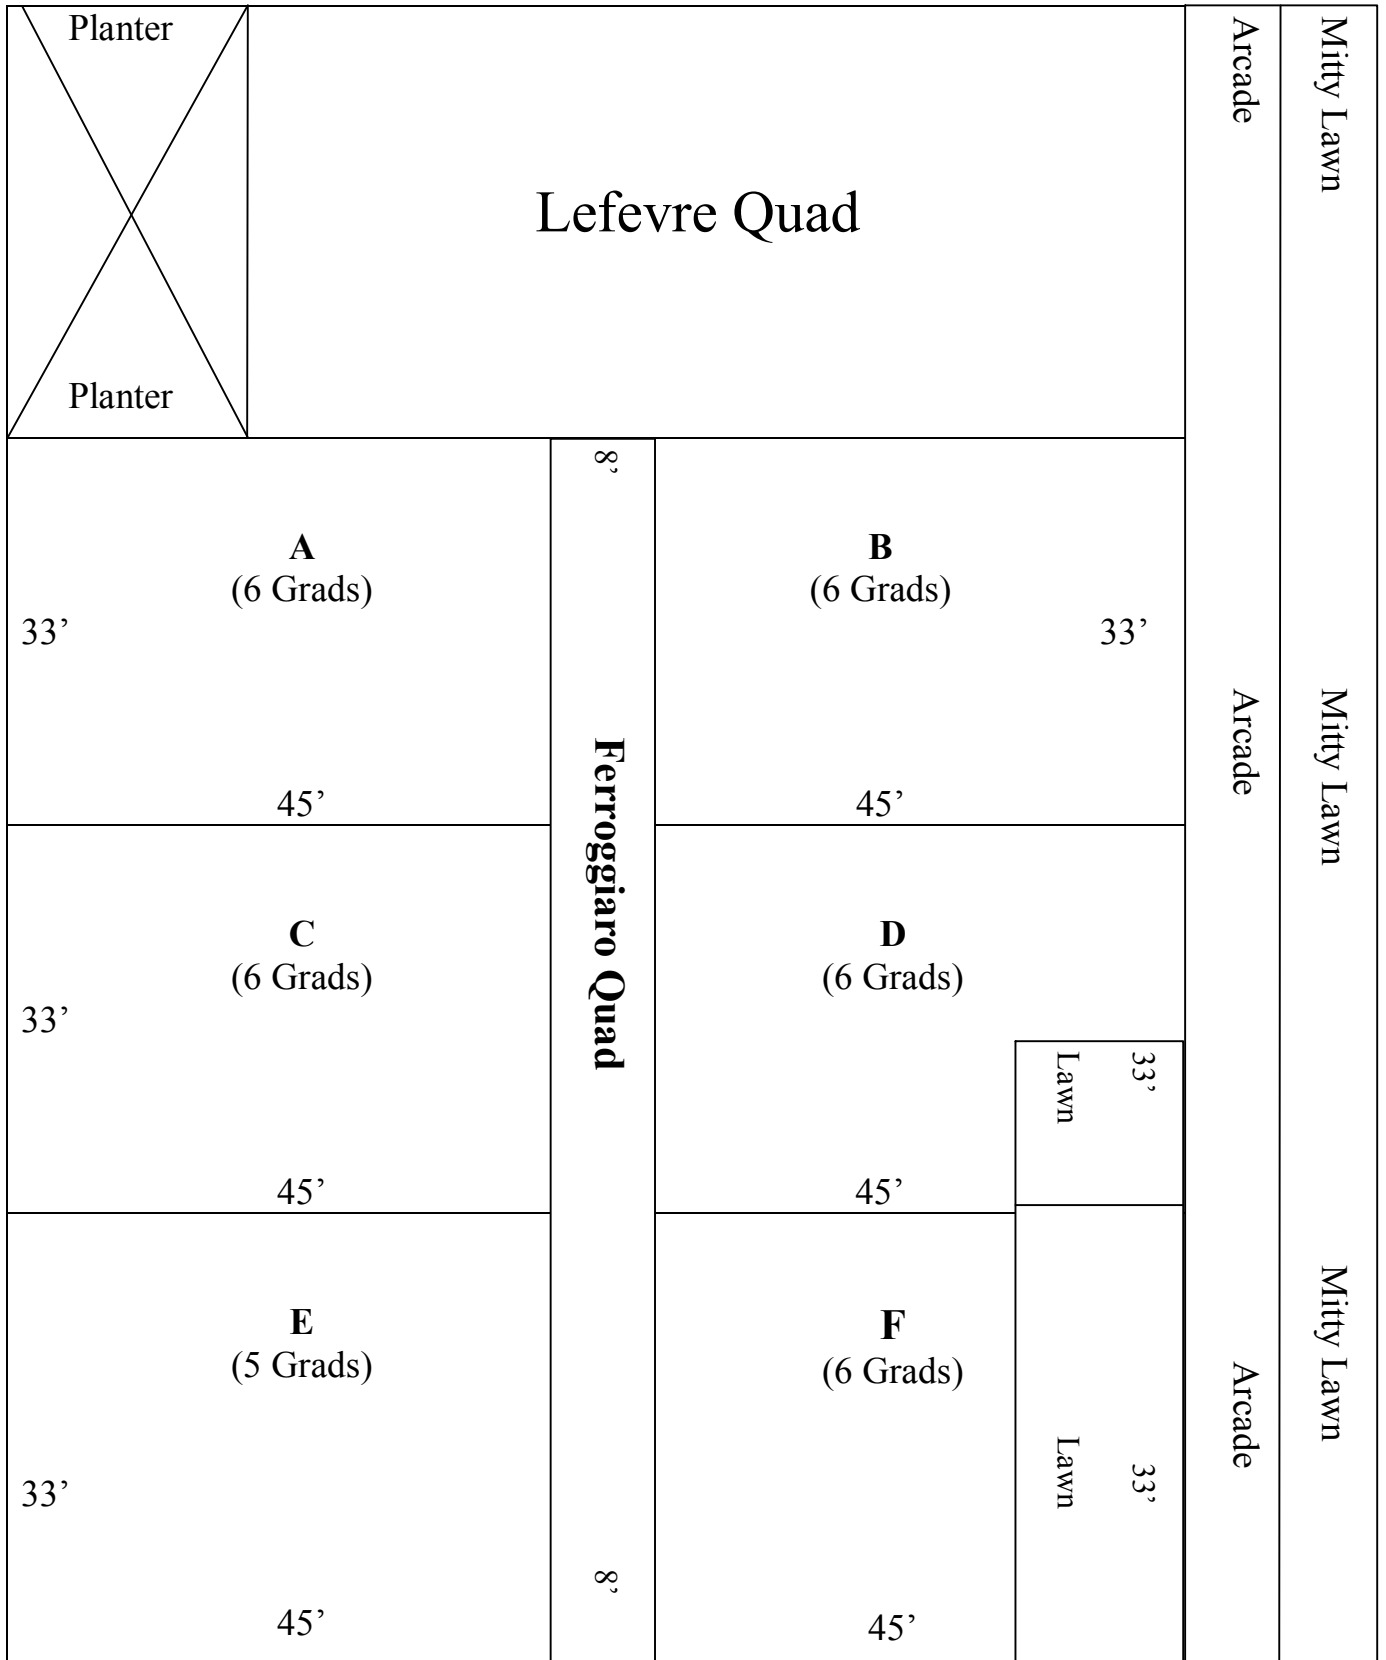 Planter
Arcade
Mitty Lawn
Lefevre Quad
Planter
8’
A
(6 Grads)
33’
45’
B
(6 Grads)
33’
45’
Ferroggiaro Quad
Arcade
Mitty Lawn
C
(6 Grads)
33’
45’
D
(6 Grads)
45’
Lawn
33’
E
(5 Grads)
33’
45’
8’
F
(6 Grads)
45’
Lawn
33’
Arcade
Mitty Lawn